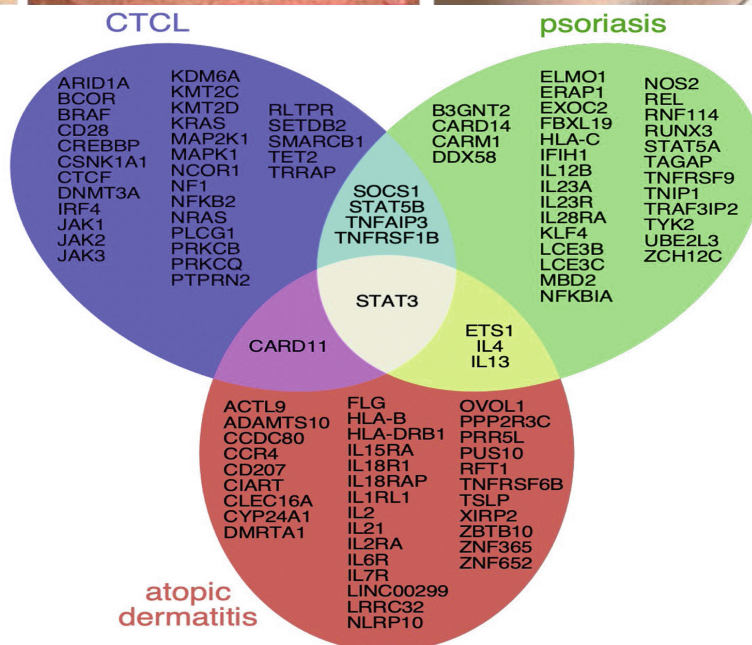 CTCL
psoriasis
ARID1A
BCOR
BRAF
CD28
CREBBP
CSNK1A1
CTCF
DNMT3A
IRF4
JAK1
JAK2
JAK3
KDM6A
KMT2C
KMT2D
KRAS
MAP2K1
MAPK1
NCOR1
NF1
NFKB2
NRAS
PLCG1
PRKCB
PRKCQ
PTPRN2
RLTPR
SETDB2
SMARCB1
TET2
TRRAP
SOCS1
STAT5B
TNFAIP3
TNFRSF1B
B3GNT2
CARD14
CARM1
DDX58
ELMO1
ERAP1
EXOC2
FBXL19
HLA-C
IFIH1
IL12B
IL23A
IL23R
IL28RA
KLF4
LCE3B
LCE3C
MBD2
NFKBIA
NOS2
REL
RNF114
RUNX3
STAT5A
TAGAP
TNFRSF9
TNIP1
TRAF3IP2
TYK2
UBE2L3
ZCH12C
STAT3
CARD11
ETS1
IL4
IL13
ACTL9
ADAMTS10
CCDC80
CCR4
CD207
CIART
CLEC16A
CYP24A1
DMRTA1
FLG
HLA-B
HLA-DRB1
IL15RA
IL18R1
IL18RAP
IL1RL1
IL2
IL21
IL2RA
IL6R
IL7R
LINC00299
LRRC32
NLRP10
OVOL1
PPP2R3C
PRR5L
PUS10
RFT1
TNFRSF6B
TSLP
XIRP2
ZBTB10
ZNF365
ZNF652
atopic
dermatitis